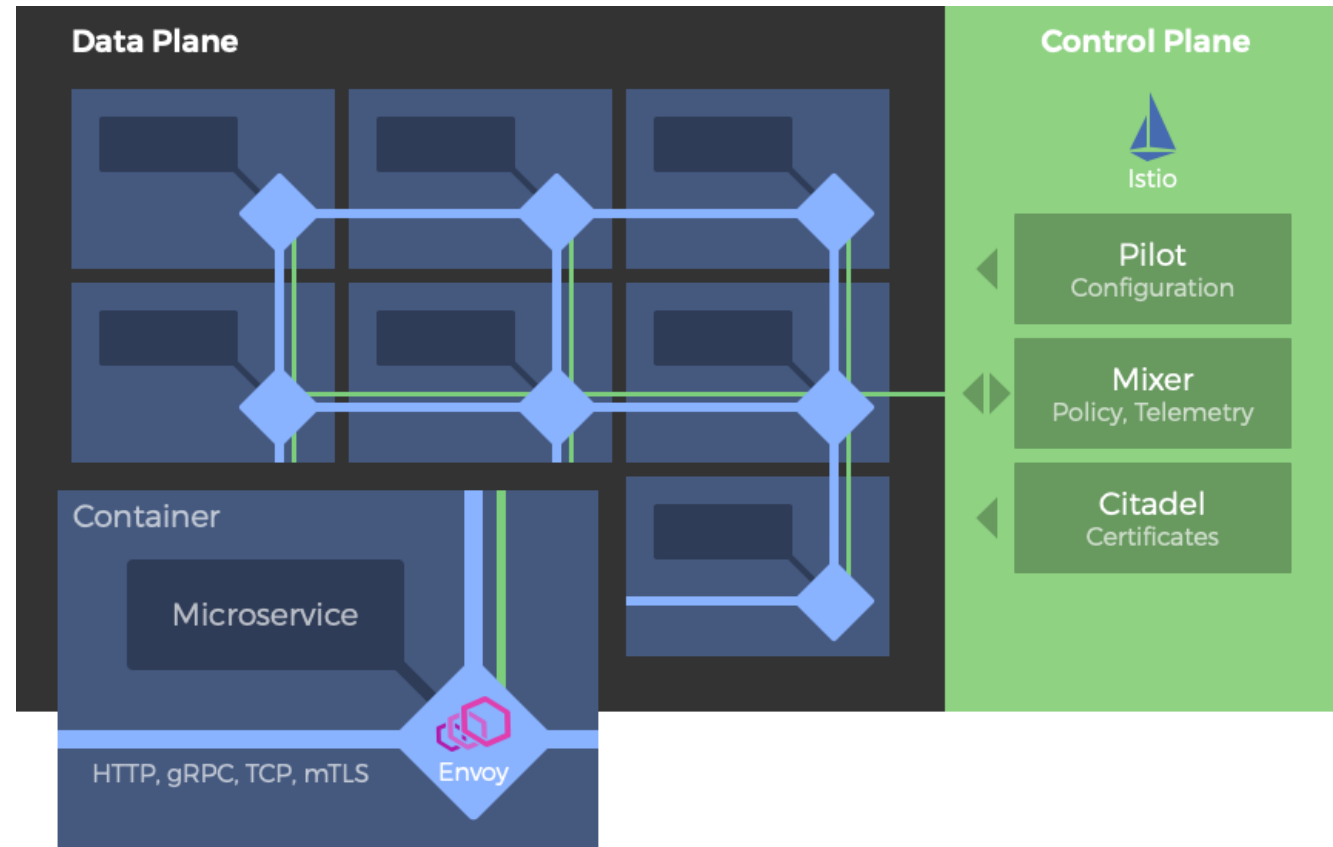 Data Plane
Control Plane
Istio
Pilot
Configuration
Mixer
Policy, Telemetry
Citadel
Certificates
Container
Microservice
HTTP, gRPC, TCP, mTLS
Envoy